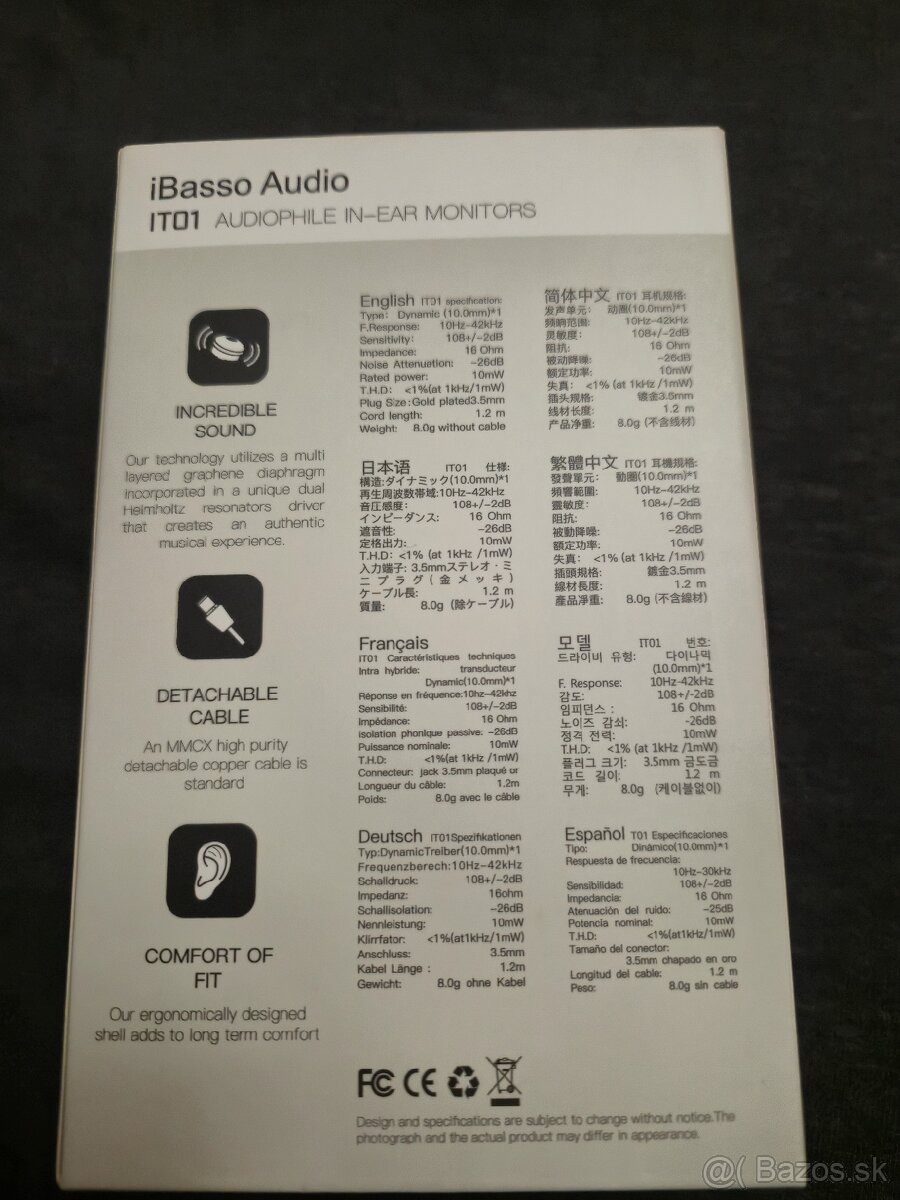 iBasso Audio
IT01 AUDIOPHILE IN-EAR MONITORS
INCREDIBLE
SOUND
Our technology utilizes a multi
layered graphene diaphragm
incorporated in a unique dual
Helmholtz resonators driver
that creates an authentic
musical experience.
DETACHABLE
CABLE
An MMCX high purity
detachable copper cable is
standard
COMFORT OF
FIT
Our ergonomically designed
shell adds to long term comfort
English IT01 specification:
Type: Dynamic (10.0mm)*1
F.Response: 10Hz-42kHz
Sensitivity: 108+/-2dB
Impedance: 16 Ohm
Noise Attenuation: -26dB
Rated power: 10mW
T.H.D: <1%(at 1kHz/1mW)
Plug Size:Gold plated3.5mm
Cord length: 1.2 m
Weight: 8.0g without cable
简体中文 IT01 耳机规格:
发声单元: 动圈(10.0mm)*1
频响范围: 10Hz-42kHz
灵敏度: 108+/-2dB
阻抗: 16 Ohm
被动降噪: -26dB
额定功率: 10mW
失真: <1% (at 1kHz /1mW)
插头规格: 镀金3.5mm
线材长度: 1.2 m
产品净重: 8.0g (不含线材)
日本语 IT01 仕様:
構造:ダイナミック(10.0mm)*1
再生周波数帯域:10Hz-42kHz
音圧感度: 108+/-2dB
インピーダンス: 16 Ohm
遮音性: -26dB
定格出力: 10mW
T.H.D: <1% (at 1kHz /1mW)
入力端子: 3.5mmステレオ・ミ
ニプラグ(金メッキ)
ケーブル長: 1.2 m
質量: 8.0g (除ケーブル)
繁體中文 IT01 耳機規格:
發聲單元: 動圈(10.0mm)*1
頻響範圍: 10Hz-42kHz
靈敏度: 108+/-2dB
阻抗: 16 Ohm
被動降噪: -26dB
額定功率: 10mW
失真: <1% (at 1kHz /1mW)
插頭規格: 鍍金3.5mm
線材長度: 1.2 m
產品凈重: 8.0g (不含線材)
Français
IT01 Caractéristiques techniques
Intra hybride: transducteur
Dynamic(10.0mm)*1
Réponse en fréquence:10hz-42khz
Sensibilité: 108+/-2dB
Impédance: 16 Ohm
isolation phonique passive: -26dB
Puissance nominale: 10mW
T.H.D: <1%(at 1kHz /1mW)
Connecteur: jack 3.5mm plaqué or
Longueur du câble: 1.2m
Poids: 8.0g avec le câble
모델 IT01 번호:
드라이버 유형: 다이나믹
(10.0mm)*1
F. Response: 10Hz-42kHz
감도: 108+/-2dB
임피던스 : 16 Ohm
노이즈 감쇠: -26dB
정격 전력: 10mW
T.H.D: <1% (at 1kHz /1mW)
플러그 크기: 3.5mm 금도금
코드 길이: 1.2 m
무게: 8.0g (케이블없이)
Deutsch IT01Spezifikationen
Typ:DynamicTreiber(10.0mm)*1
Frequenzberech:10Hz-42kHz
Schalldruck: 108+/-2dB
Impedanz: 16ohm
Schallisolation: -26dB
Nennleistung: 10mW
Klirrfator: <1%(at1kHz/1mW)
Anschluss: 3.5mm
Kabel Länge : 1.2m
Gewicht: 8.0g ohne Kabel
Español T01 Especificaciones
Tipo: Dinámico(10.0mm)*1
Respuesta de frecuencia:
10Hz-30kHz
Sensibilidad: 108+/-2dB
Impedancia: 16 Ohm
Atenuación del ruido: -25dB
Potencia nominal: 10mW
T.H.D: <1%(at1kHz/1mW)
Tamaño del conector:
3.5mm chapado en oro
Longitud del cable: 1.2 m
Peso: 8.0g sin cable
FC CE
Design and specifications are subject to change without notice.The
photograph and the actual product may differ in appearance.
@( Bazos.sk